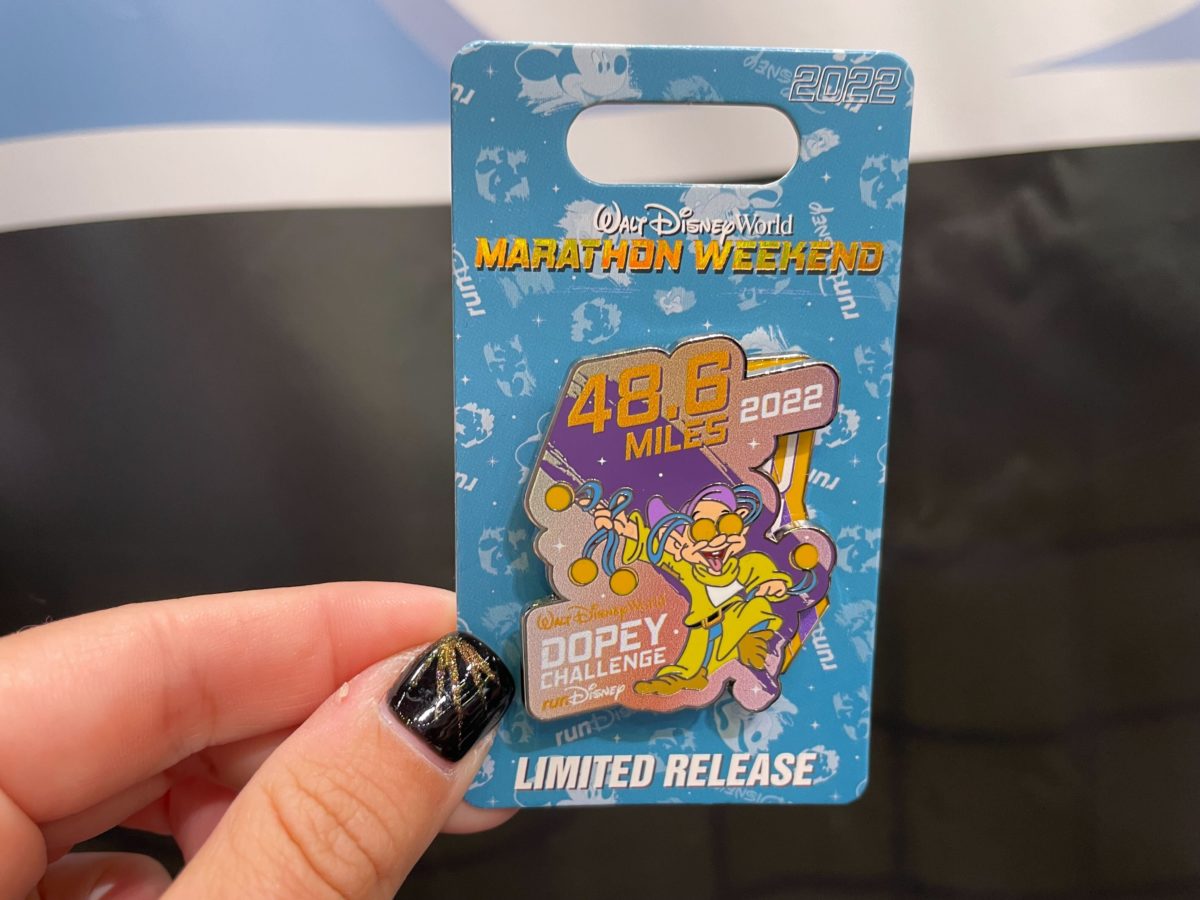 2022
Walt Disney World
MARATHON WEEKEND
48.6
MILES
2022
Walt Disney World
DOPEY
CHALLENGE
runDisney
LIMITED RELEASE